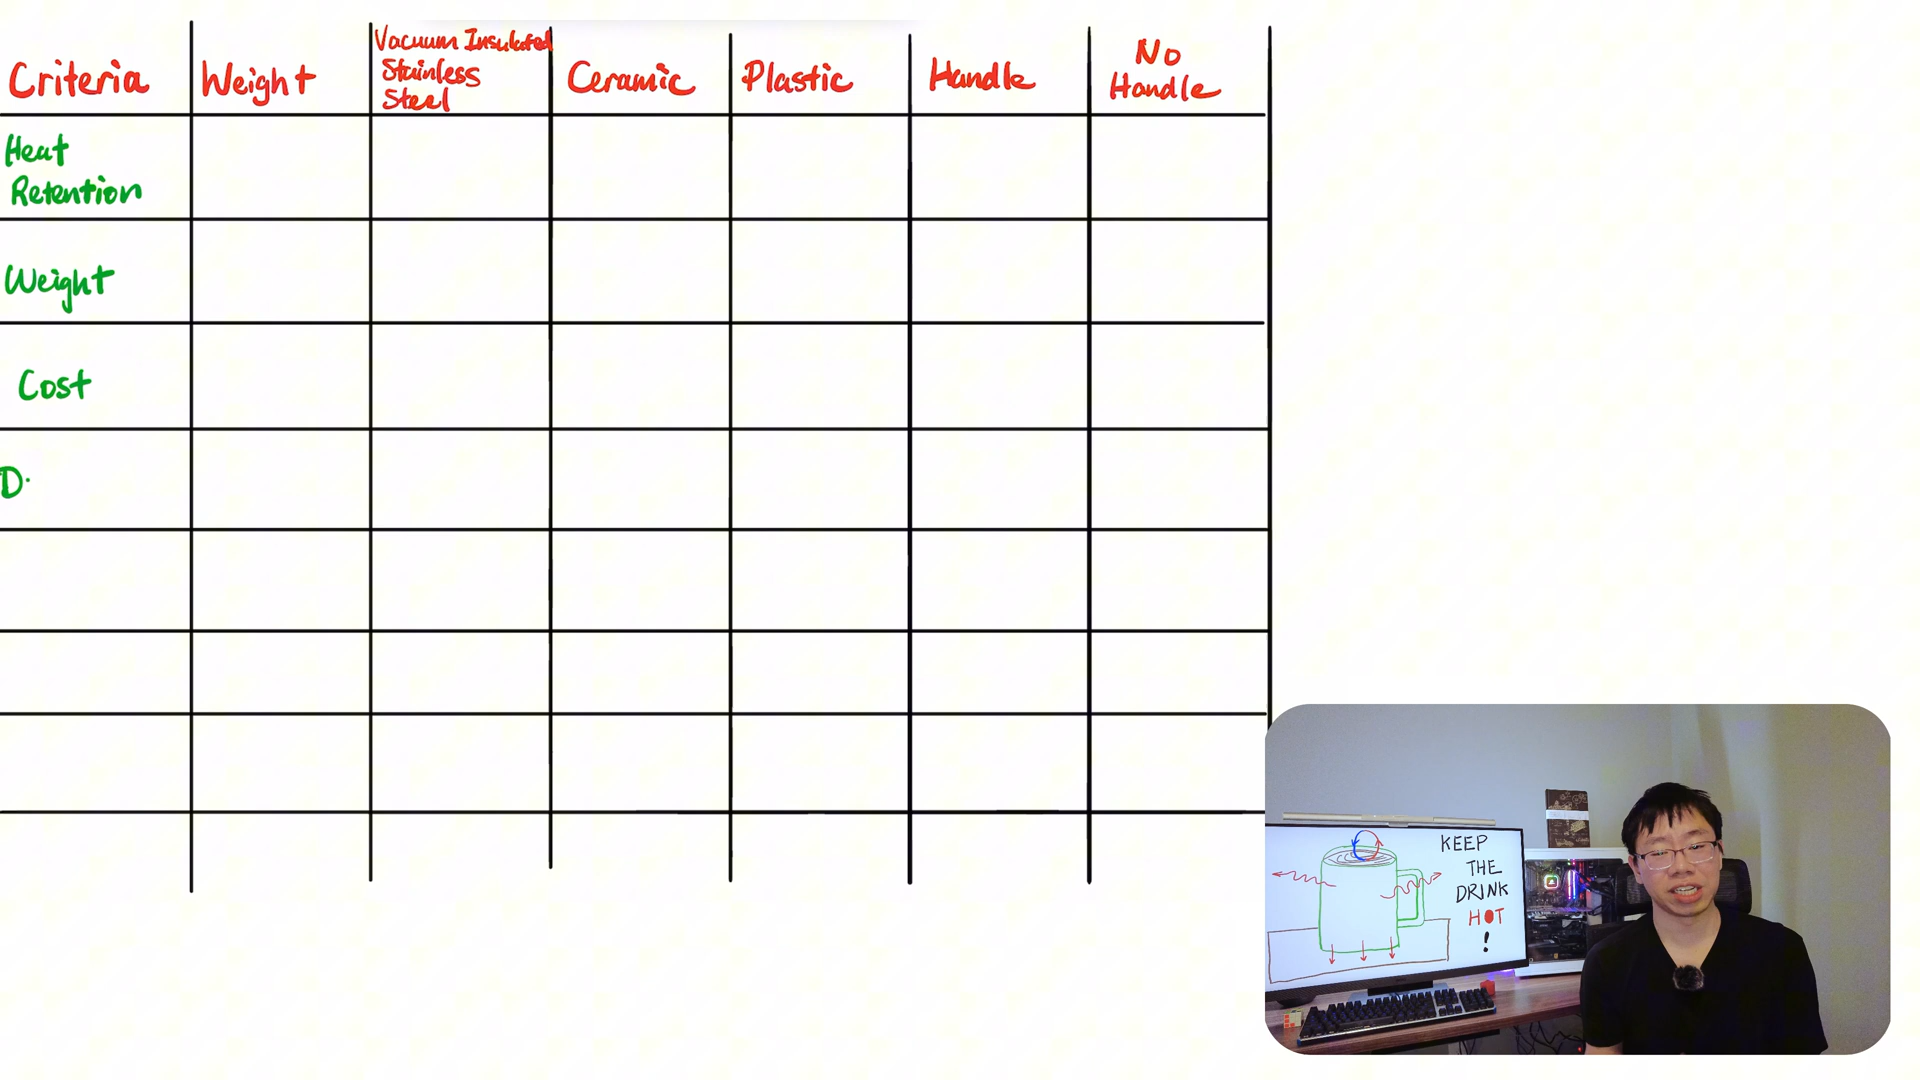 Criteria
Weight
Vacuum Insulated
Stainless
Steel
Ceramic
Plastic
Handle
No
Handle
Heat
Retention
Weight
Cost
D
KEEP
THE
DRINK
HOT
!